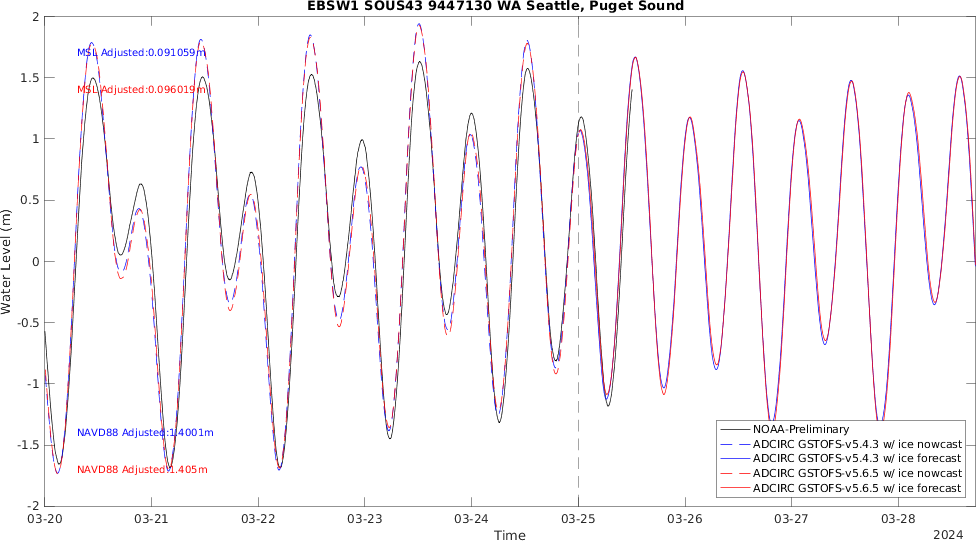 EBSW1 SOUS43 9447130 WA Seattle, Puget Sound
2
1.5
1
0.5
0
-0.5
-1
-1.5
-2
Water Level (m)
MSL Adjusted:0.091059m
MSL Adjusted:0.096019m
NAVD88 Adjusted:1.4001m
NAVD88 Adjusted:1.405m
NOAA-Preliminary
ADCIRC GSTOFS-v5.4.3 w/ ice nowcast
ADCIRC GSTOFS-v5.4.3 w/ ice forecast
ADCIRC GSTOFS-v5.6.5 w/ ice nowcast
ADCIRC GSTOFS-v5.6.5 w/ ice forecast
03-20 03-21 03-22 03-23 03-24 03-25 03-26 03-27 03-28
Time
2024